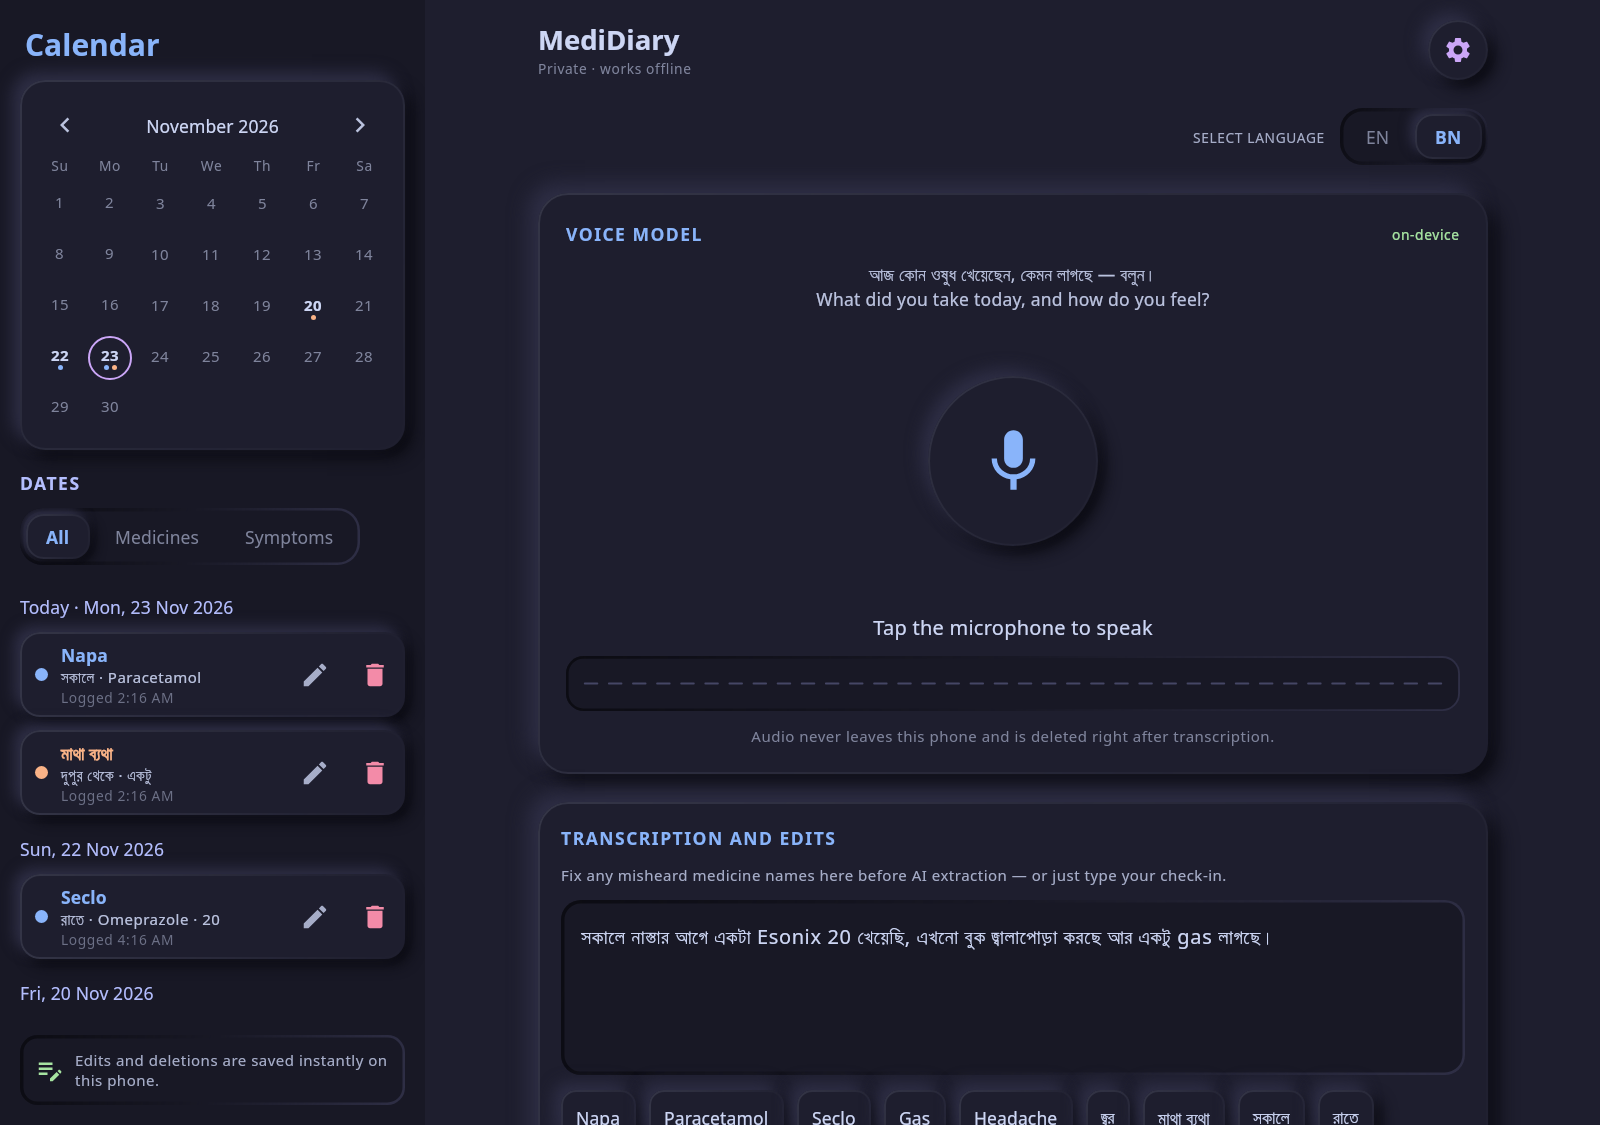 Calendar
November 2026
Su Mo Tu We Th Fr Sa
1 2 3 4 5 6 7
8 9 10 11 12 13 14
15 16 17 18 19 20 21
22 23 24 25 26 27 28
29 30
DATES
All Medicines Symptoms
Today · Mon, 23 Nov 2026
Napa
সকালে · Paracetamol
Logged 2:16 AM
মাথা ব্যথা
দুপুর থেকে · একটু
Logged 2:16 AM
Sun, 22 Nov 2026
Seclo
রাতে · Omeprazole · 20
Logged 4:16 AM
Fri, 20 Nov 2026
Edits and deletions are saved instantly on
this phone.
MediDiary
Private · works offline
SELECT LANGUAGE EN BN
VOICE MODEL
on-device
আজ কোন ওষুধ খেয়েছেন, কেমন লাগছে — বলুন।
What did you take today, and how do you feel?
Tap the microphone to speak
Audio never leaves this phone and is deleted right after transcription.
TRANSCRIPTION AND EDITS
Fix any misheard medicine names here before AI extraction — or just type your check-in.
সকালে নাস্তার আগে একটা Esonix 20 খেয়েছি, এখনো বুক জ্বালাপোড়া করছে আর একটু gas লাগছে।
Napa Paracetamol Seclo Gas Headache জ্বর মাথা ব্যথা সকালে রাতে